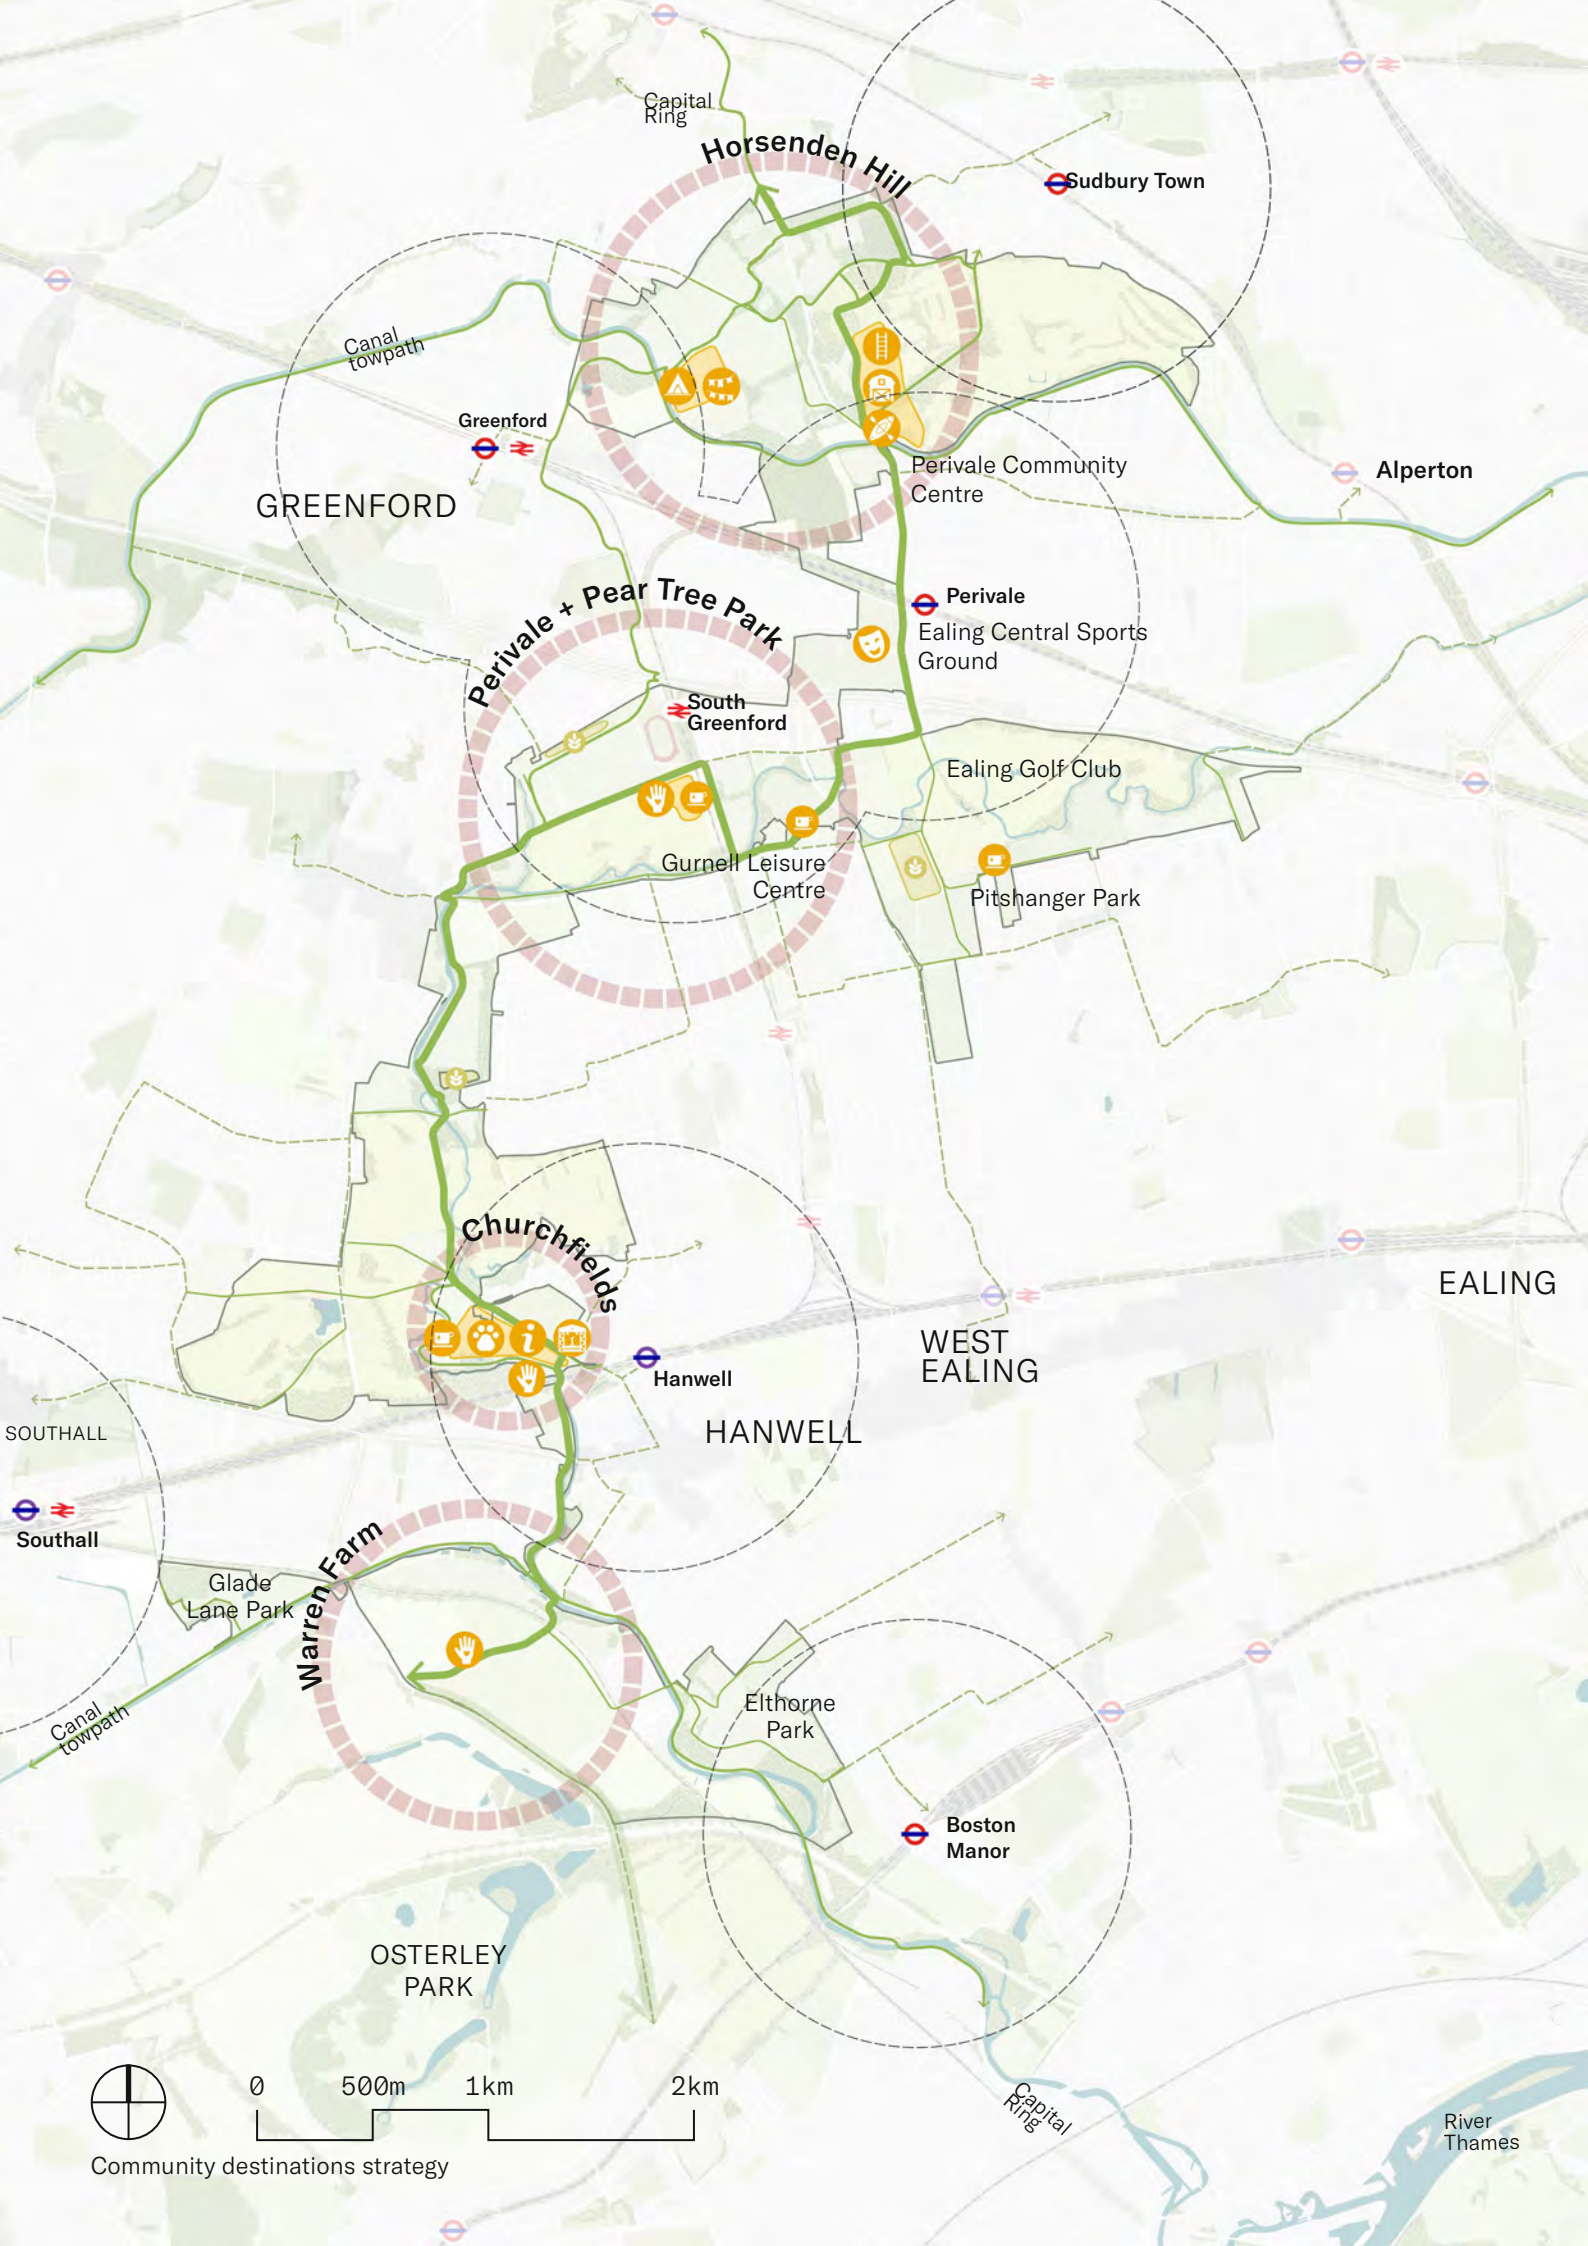 Capital
Ring
Horsenden Hill
Sudbury Town
Canal
towpath
Greenford
GREENFORD
Perivale Community
Centre
Alperton
Perivale + Pear Tree Park
Perivale
Ealing Central Sports
Ground
South
Greenford
Ealing Golf Club
Gurnell Leisure
Centre
Pitshanger Park
Churchfields
EALING
WEST
EALING
Hanwell
HANWELL
SOUTHALL
Southall
Warren Farm
Glade
Lane Park
Canal
towpath
Elthorne
Park
Boston
Manor
OSTERLEY
PARK
Capital
Ring
River
Thames
0 500m 1km 2km
Community destinations strategy